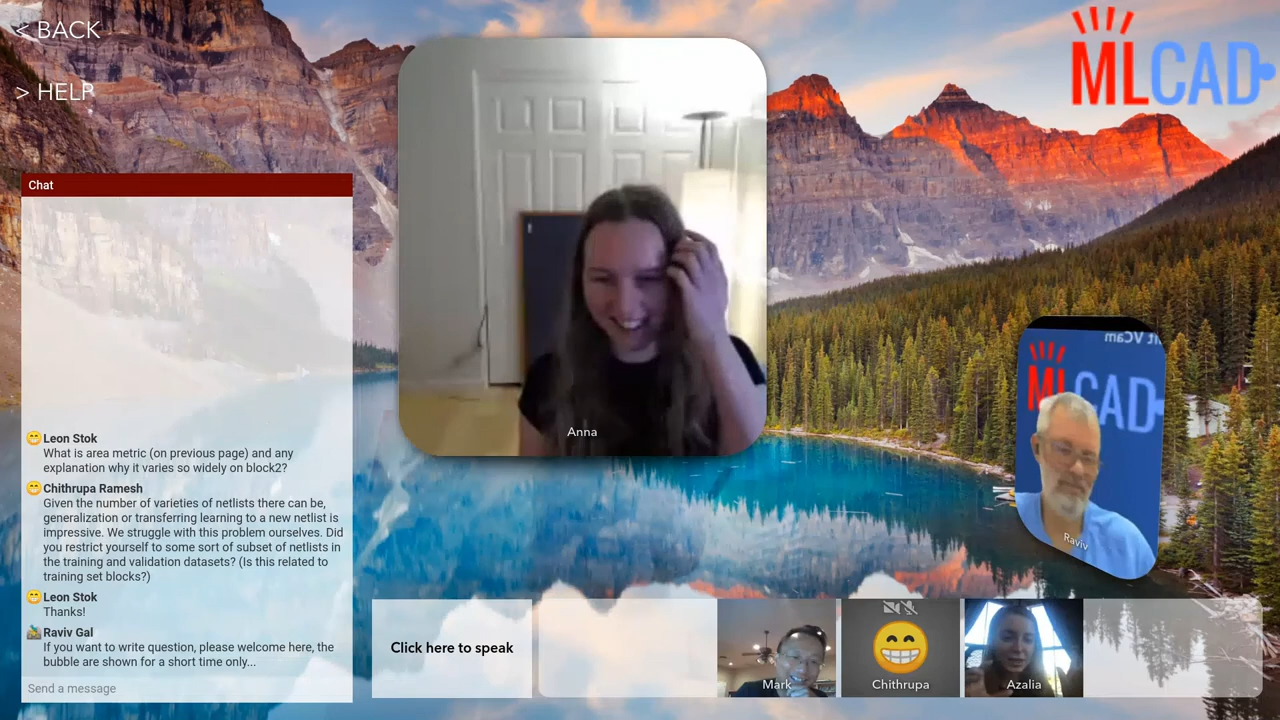 < BACK
> HELP
MLCAD
Chat
Leon Stok
What is area metric (on previous page) and any
explanation why it varies so widely on block2?
Chithrupa Ramesh
Given the number of varieties of netlists there can be,
generalization or transferring learning to a new netlist is
impressive. We struggle with this problem ourselves. Did
you restrict yourself to some sort of subset of netlists in
the training and validation datasets? (Is this related to
training set blocks?)
Leon Stok
Thanks!
Raviv Gal
If you want to write question, please welcome here, the
bubble are shown for a short time only...
Send a message
Anna
VCam
MLCAD
Raviv
Click here to speak
Mark
Chithrupa
Azalia